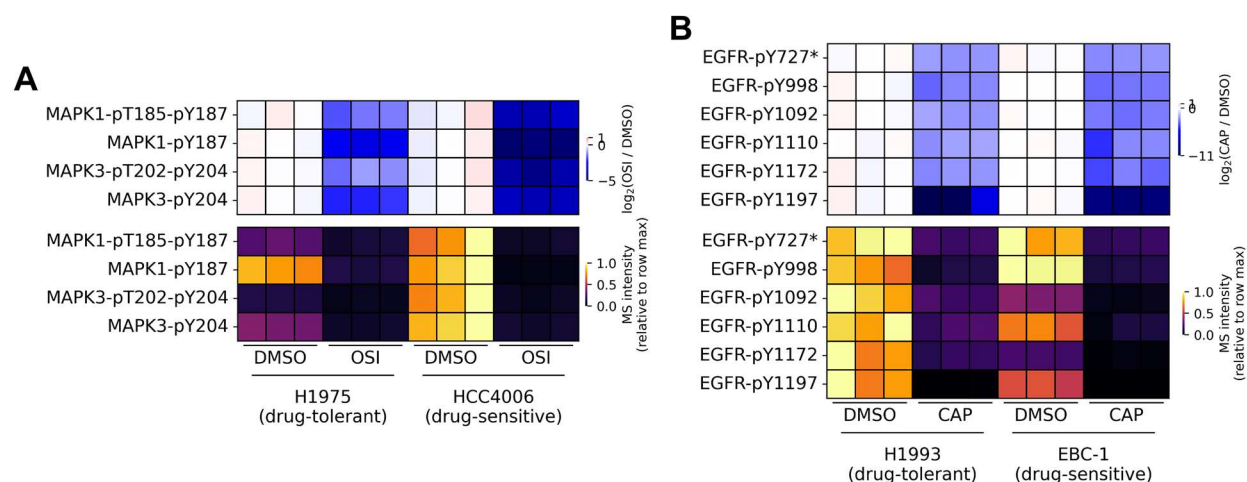 A
MAPK1-pT185-pY187
MAPK1-pY187
MAPK3-pT202-pY204
MAPK3-pY204
1
0
−5
log2(OSI / DMSO)
MAPK1-pT185-pY187
MAPK1-pY187
MAPK3-pT202-pY204
MAPK3-pY204
1.0
0.5
0.0
MS intensity
(relative to row max)
DMSO OSI DMSO OSI
H1975 HCC4006
(drug-tolerant) (drug-sensitive)
B
EGFR-pY727*
EGFR-pY998
EGFR-pY1092
EGFR-pY1110
EGFR-pY1172
EGFR-pY1197
1
0
−11
log2(CAP / DMSO)
EGFR-pY727*
EGFR-pY998
EGFR-pY1092
EGFR-pY1110
EGFR-pY1172
EGFR-pY1197
1.0
0.5
0.0
MS intensity
(relative to row max)
DMSO CAP DMSO CAP
H1993 EBC-1
(drug-tolerant) (drug-sensitive)